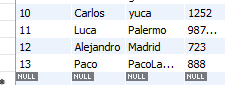 10 Carlos yuca 1252
11 Luca Palermo 987...
12 Alejandro Madrid 723
13 Paco PacoLa... 888
NULL NULL NULL NULL